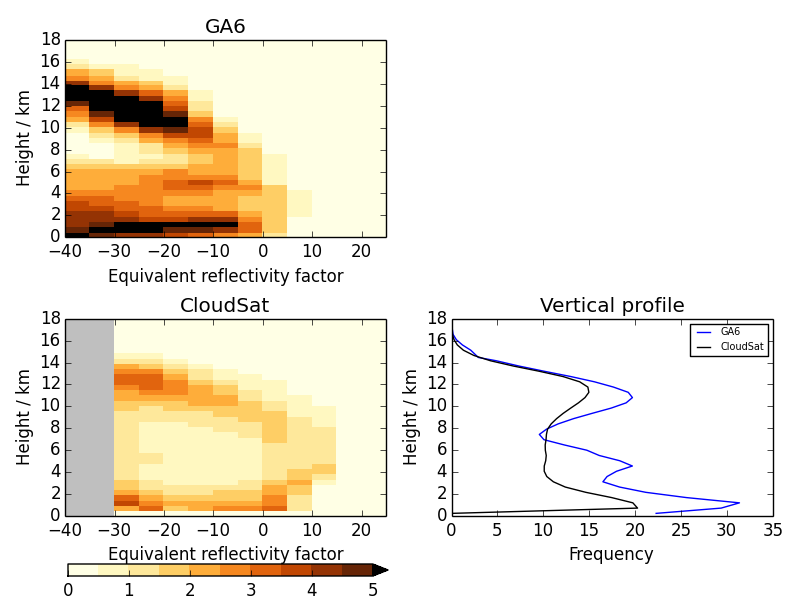 GA6
18
16
14
12
10
8
6
4
2
0
Height / km
−40 −30 −20 −10 0 10 20
Equivalent reflectivity factor
CloudSat
18
16
14
12
10
8
6
4
2
0
Height / km
−40 −30 −20 −10 0 10 20
Equivalent reflectivity factor
0 1 2 3 4 5
Vertical profile
GA6
CloudSat
18
16
14
12
10
8
6
4
2
0
Height / km
0 5 10 15 20 25 30 35
Frequency